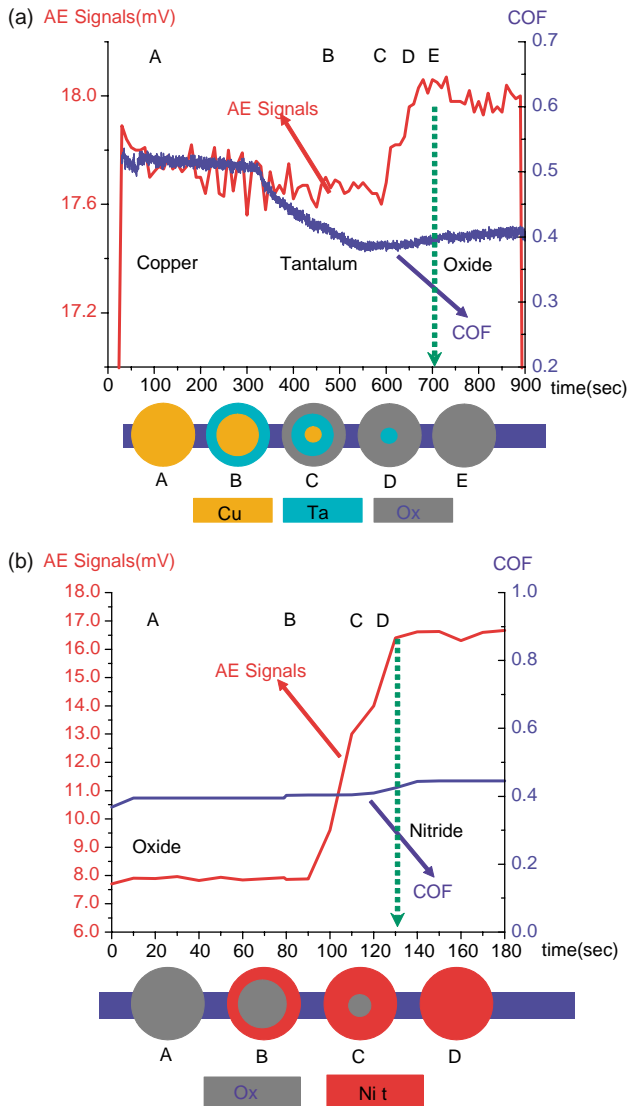 (a)
AE Signals(mV)
COF
0.7
A B C D E
18.0
0.6
AE Signals
0.5
17.6
0.4
Copper Tantalum Oxide
0.3
17.2
COF
0.2
0 100 200 300 400 500 600 700 800 900
time(sec)
A B C D E
Cu Ta Ox
(b)
AE Signals(mV)
COF
18.0
1.0
17.0
A B C D
16.0
15.0
0.8
14.0
AE Signals
13.0
0.6
12.0
11.0
0.4
10.0
Oxide Nitride
9.0
0.2
8.0
COF
7.0
6.0
0.0
0 20 40 60 80 100 120 140 160 180
time(sec)
A B C D
Ox Ni t